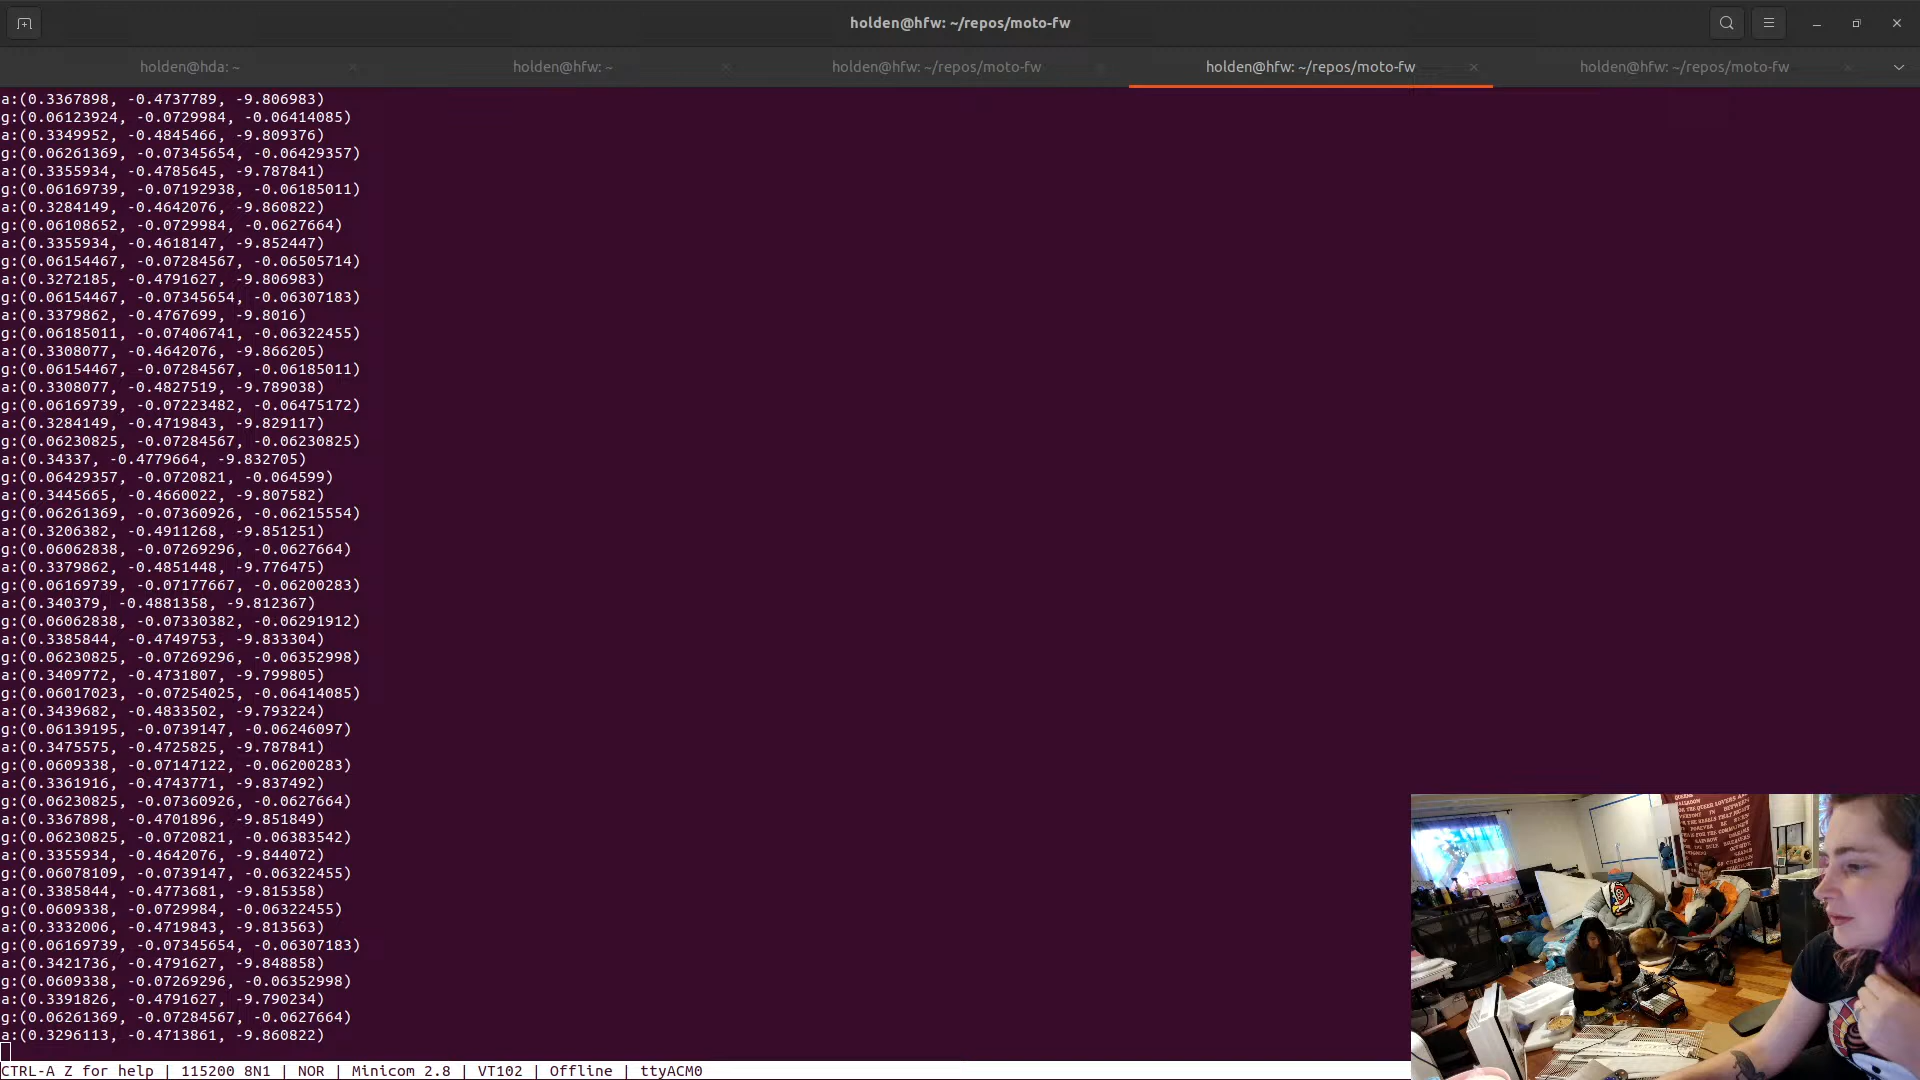 holden@hfw: ~/repos/moto-fw
holden@hda: ~
holden@hfw: ~
holden@hfw: ~/repos/moto-fw
holden@hfw: ~/repos/moto-fw
holden@hfw: ~/repos/moto-fw
a:(0.3367898, -0.4737789, -9.806983)
g:(0.06123924, -0.0729984, -0.06414085)
a:(0.3349952, -0.4845466, -9.809376)
g:(0.06261369, -0.07345654, -0.06429357)
a:(0.3355934, -0.4785645, -9.787841)
g:(0.06169739, -0.07192938, -0.06185011)
a:(0.3284149, -0.4642076, -9.860822)
g:(0.06108652, -0.0729984, -0.0627664)
a:(0.3355934, -0.4618147, -9.852447)
g:(0.06154467, -0.07284567, -0.06505714)
a:(0.3272185, -0.4791627, -9.806983)
g:(0.06154467, -0.07345654, -0.06307183)
a:(0.3379862, -0.4767699, -9.8016)
g:(0.06185011, -0.07406741, -0.06322455)
a:(0.3308077, -0.4642076, -9.866205)
g:(0.06154467, -0.07284567, -0.06185011)
a:(0.3308077, -0.4827519, -9.789038)
g:(0.06169739, -0.07223482, -0.06475172)
a:(0.3284149, -0.4719843, -9.829117)
g:(0.06230825, -0.07284567, -0.06230825)
a:(0.34337, -0.4779664, -9.832705)
g:(0.06429357, -0.0720821, -0.064599)
a:(0.3445665, -0.4660022, -9.807582)
g:(0.06261369, -0.07360926, -0.06215554)
a:(0.3206382, -0.4911268, -9.851251)
g:(0.06062838, -0.07269296, -0.0627664)
a:(0.3379862, -0.4851448, -9.776475)
g:(0.06169739, -0.07177667, -0.06200283)
a:(0.340379, -0.4881358, -9.812367)
g:(0.06062838, -0.07330382, -0.06291912)
a:(0.3385844, -0.4749753, -9.833304)
g:(0.06230825, -0.07269296, -0.06352998)
a:(0.3409772, -0.4731807, -9.799805)
g:(0.06017023, -0.07254025, -0.06414085)
a:(0.3439682, -0.4833502, -9.793224)
g:(0.06139195, -0.0739147, -0.06246097)
a:(0.3475575, -0.4725825, -9.787841)
g:(0.0609338, -0.07147122, -0.06200283)
a:(0.3361916, -0.4743771, -9.837492)
g:(0.06230825, -0.07360926, -0.0627664)
a:(0.3367898, -0.4701896, -9.851849)
g:(0.06230825, -0.0720821, -0.06383542)
a:(0.3355934, -0.4642076, -9.844072)
g:(0.06078109, -0.0739147, -0.06322455)
a:(0.3385844, -0.4773681, -9.815358)
g:(0.0609338, -0.0729984, -0.06322455)
a:(0.3332006, -0.4719843, -9.813563)
g:(0.06169739, -0.07345654, -0.06307183)
a:(0.3421736, -0.4791627, -9.848858)
g:(0.0609338, -0.07269296, -0.06352998)
a:(0.3391826, -0.4791627, -9.790234)
g:(0.06261369, -0.07284567, -0.0627664)
a:(0.3296113, -0.4713861, -9.860822)
CTRL-A Z for help | 115200 8N1 | NOR | Minicom 2.8 | VT102 | Offline | ttyACM0